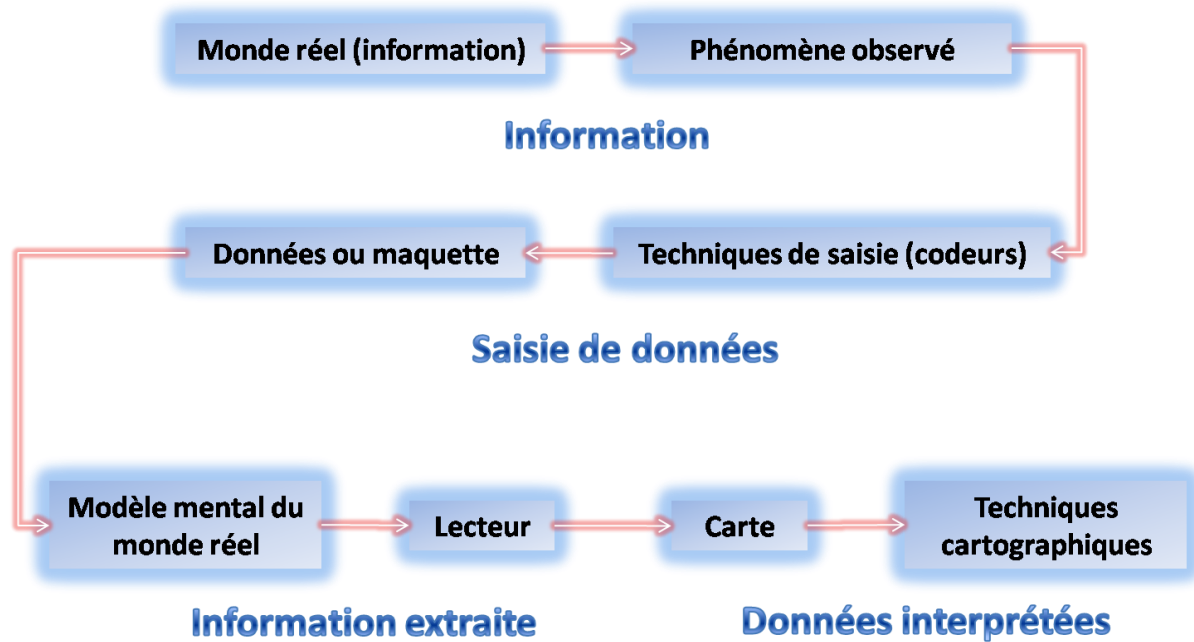 Monde réel (information)
Phénomène observé
Information
Données ou maquette
Techniques de saisie (codeurs)
Saisie de données
Modèle mental du
monde réel
Lecteur
Carte
Techniques
cartographiques
Information extraite
Données interprétées